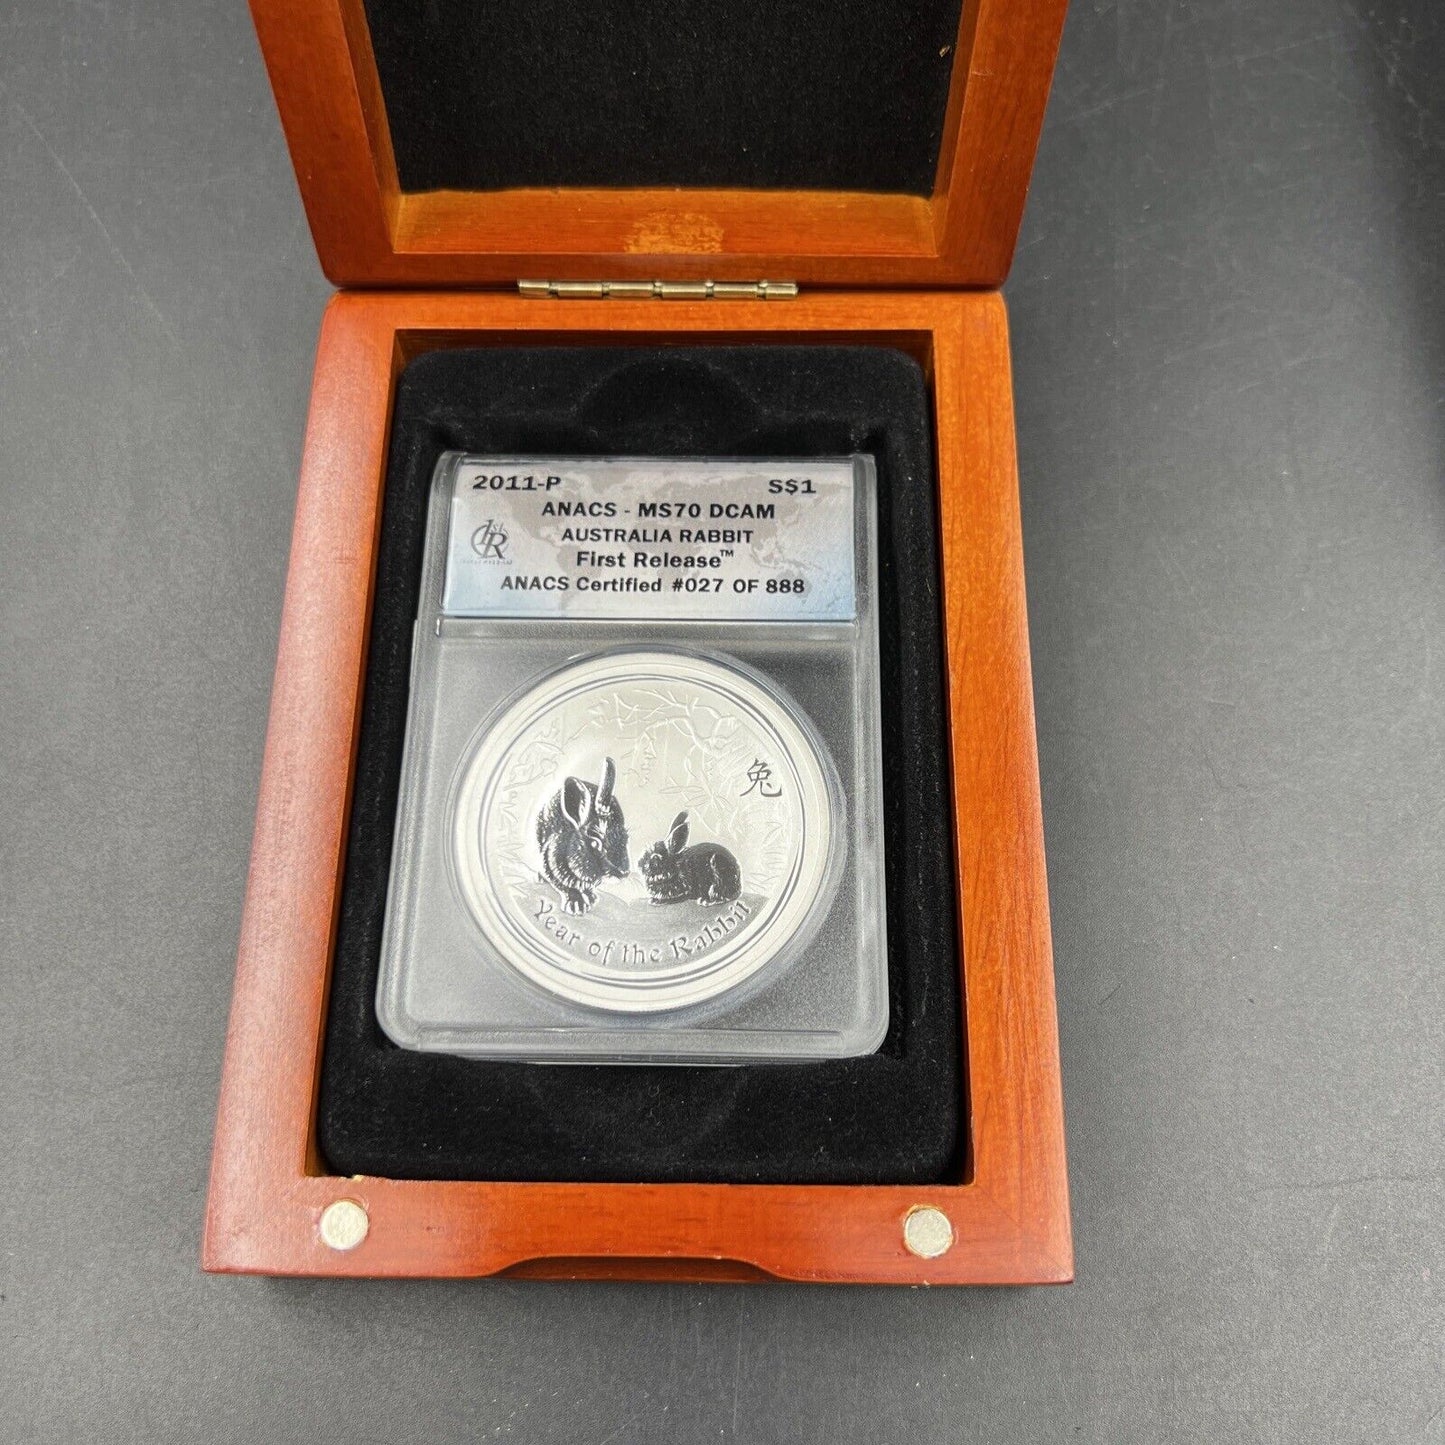 2011-P S$1
ANACS - MS70 DCAM
1st R
AUSTRALIA RABBIT
First Release™
ANACS Certified #027 OF 888
兔
Year of the Rabbit